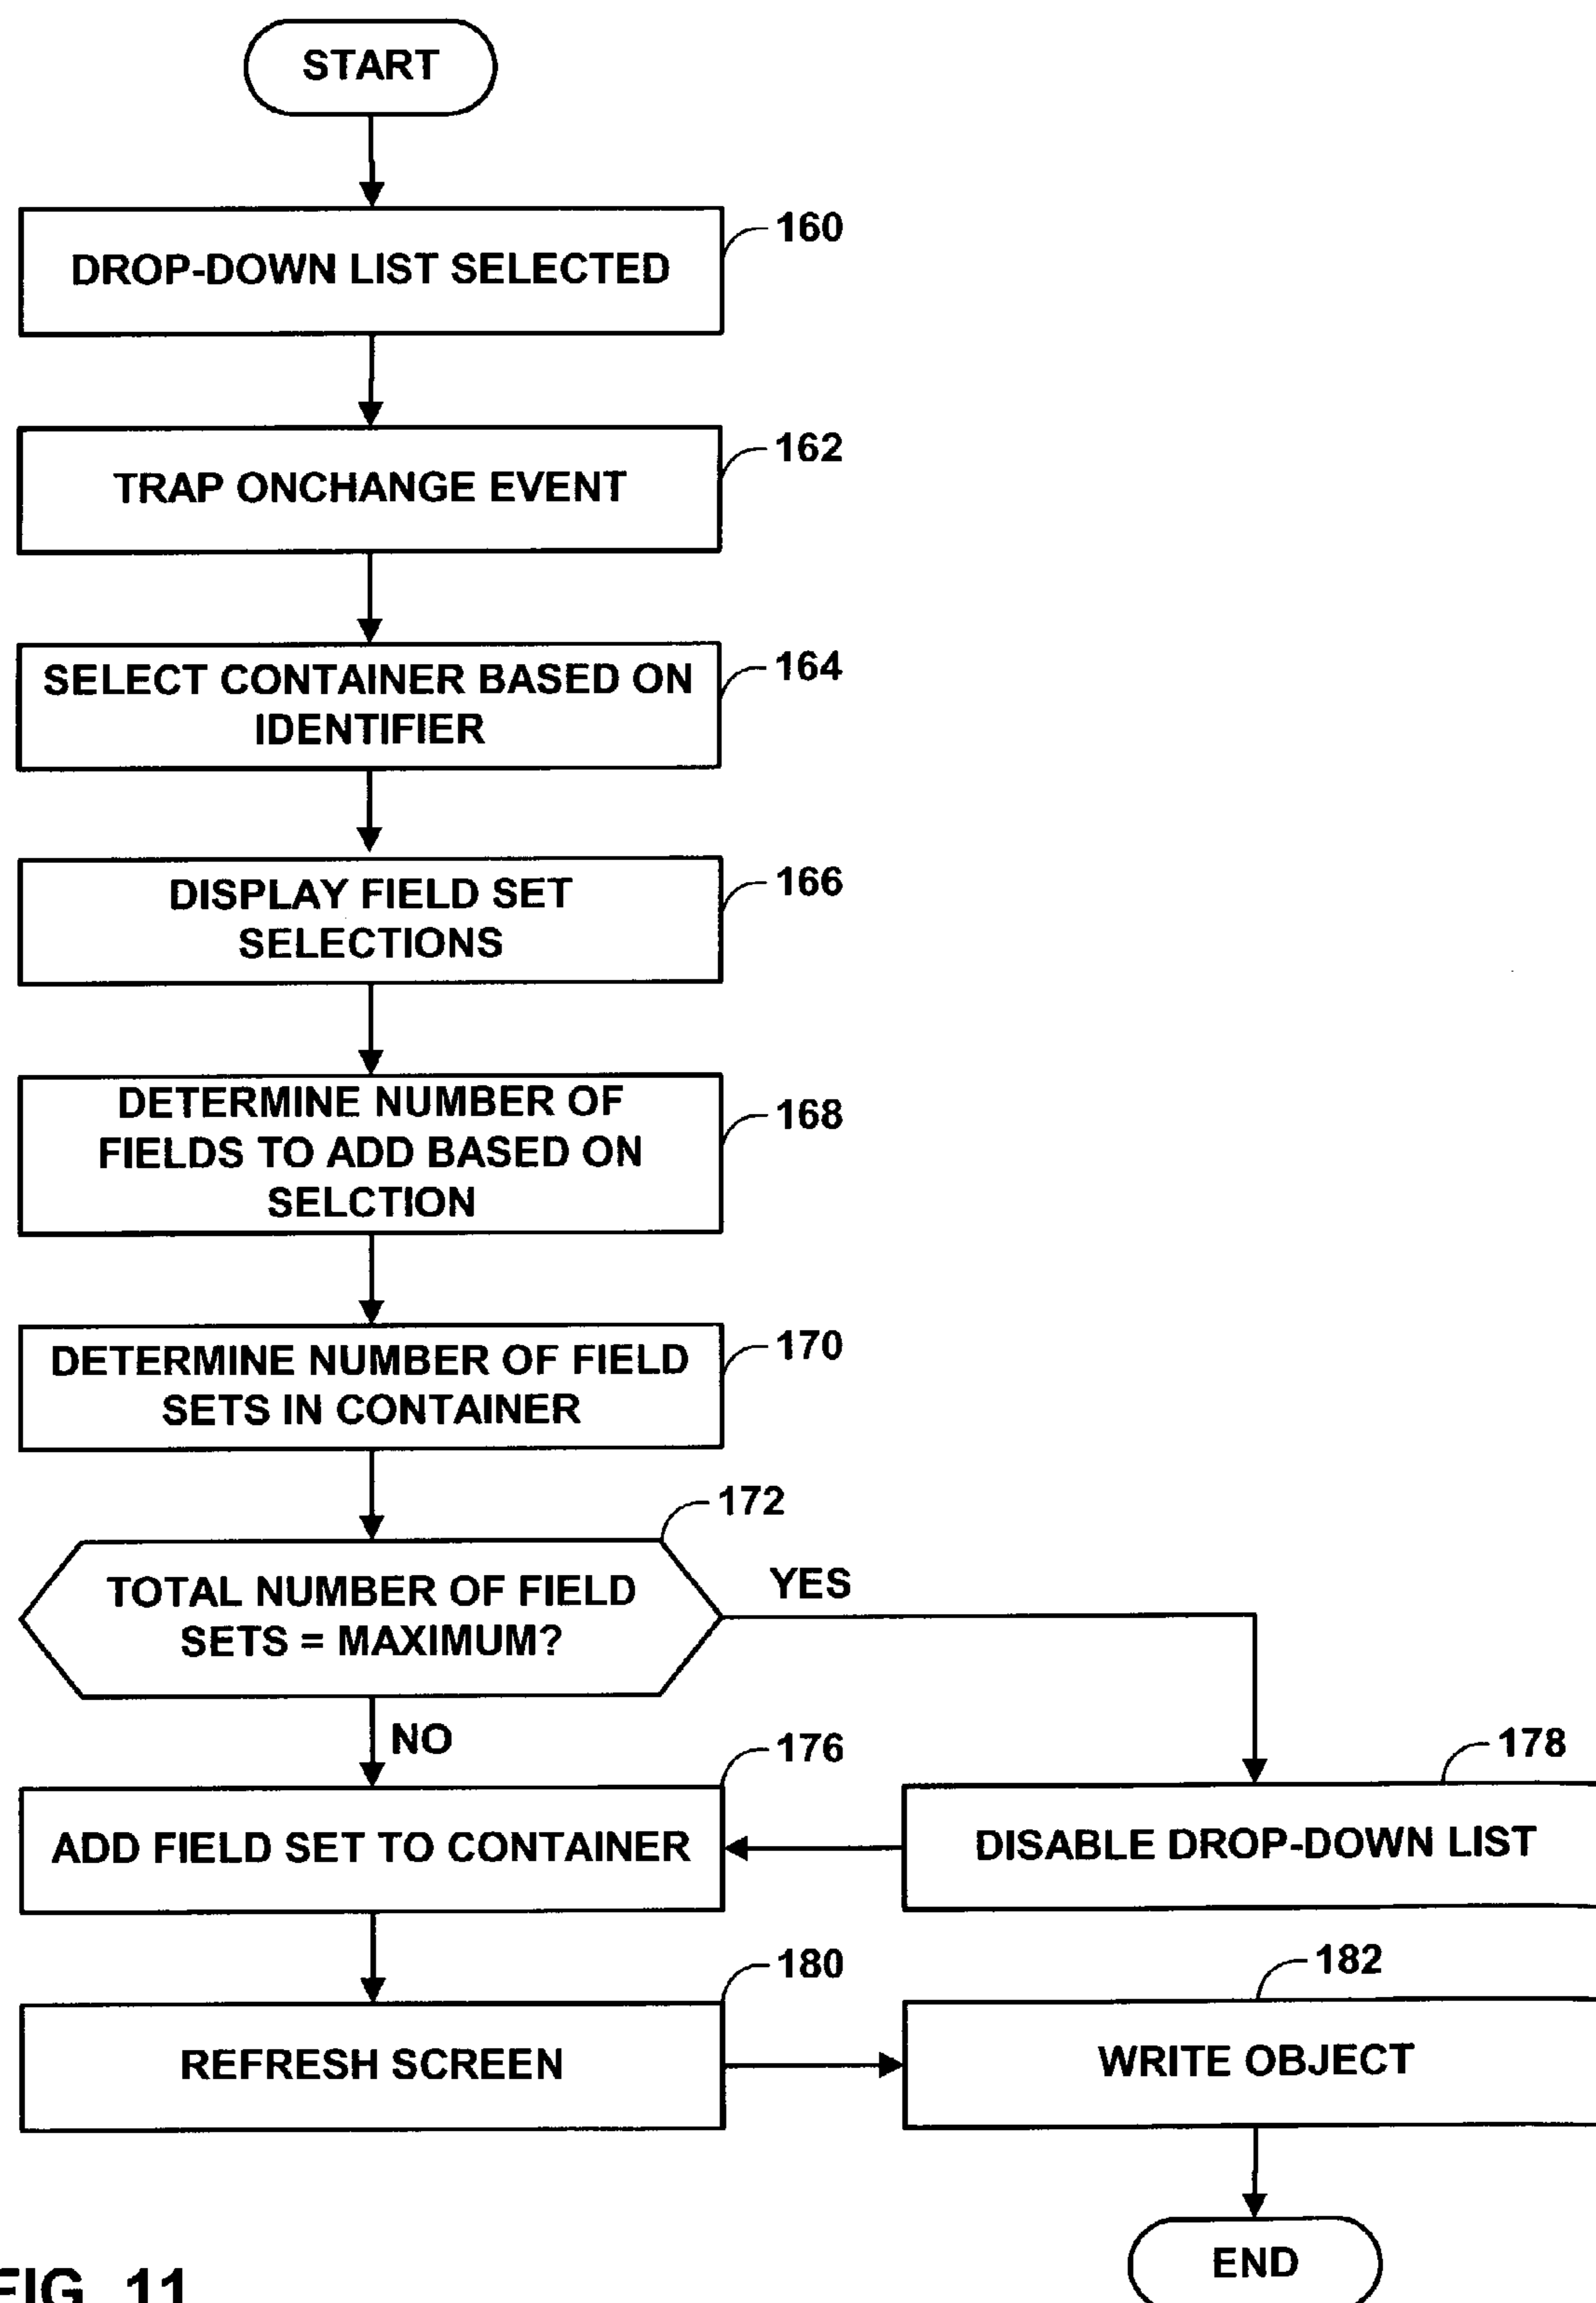 START
160
DROP-DOWN LIST SELECTED
162
TRAP ONCHANGE EVENT
164
SELECT CONTAINER BASED ON
IDENTIFIER
166
DISPLAY FIELD SET
SELECTIONS
168
DETERMINE NUMBER OF
FIELDS TO ADD BASED ON
SELCTION
170
DETERMINE NUMBER OF FIELD
SETS IN CONTAINER
172
TOTAL NUMBER OF FIELD
SETS = MAXIMUM?
YES
NO
176
ADD FIELD SET TO CONTAINER
178
DISABLE DROP-DOWN LIST
180
REFRESH SCREEN
182
WRITE OBJECT
END
FIG. 11